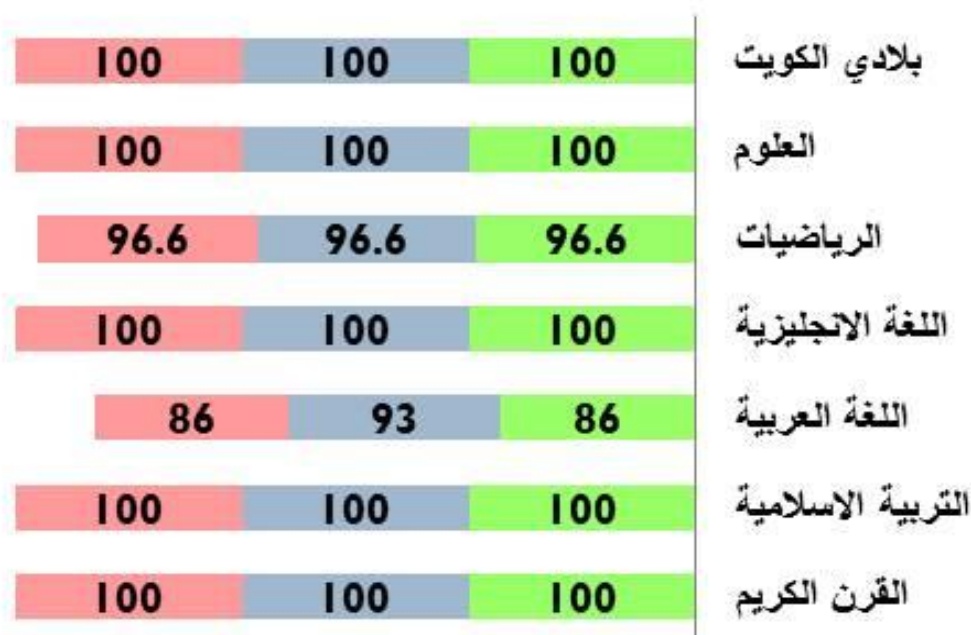 بلادي الكويت 100 100 100
العلوم 100 100 100
الرياضيات 96.6 96.6 96.6
اللغة الانجليزية 100 100 100
اللغة العربية 86 93 86
التربية الاسلامية 100 100 100
القرن الكريم 100 100 100